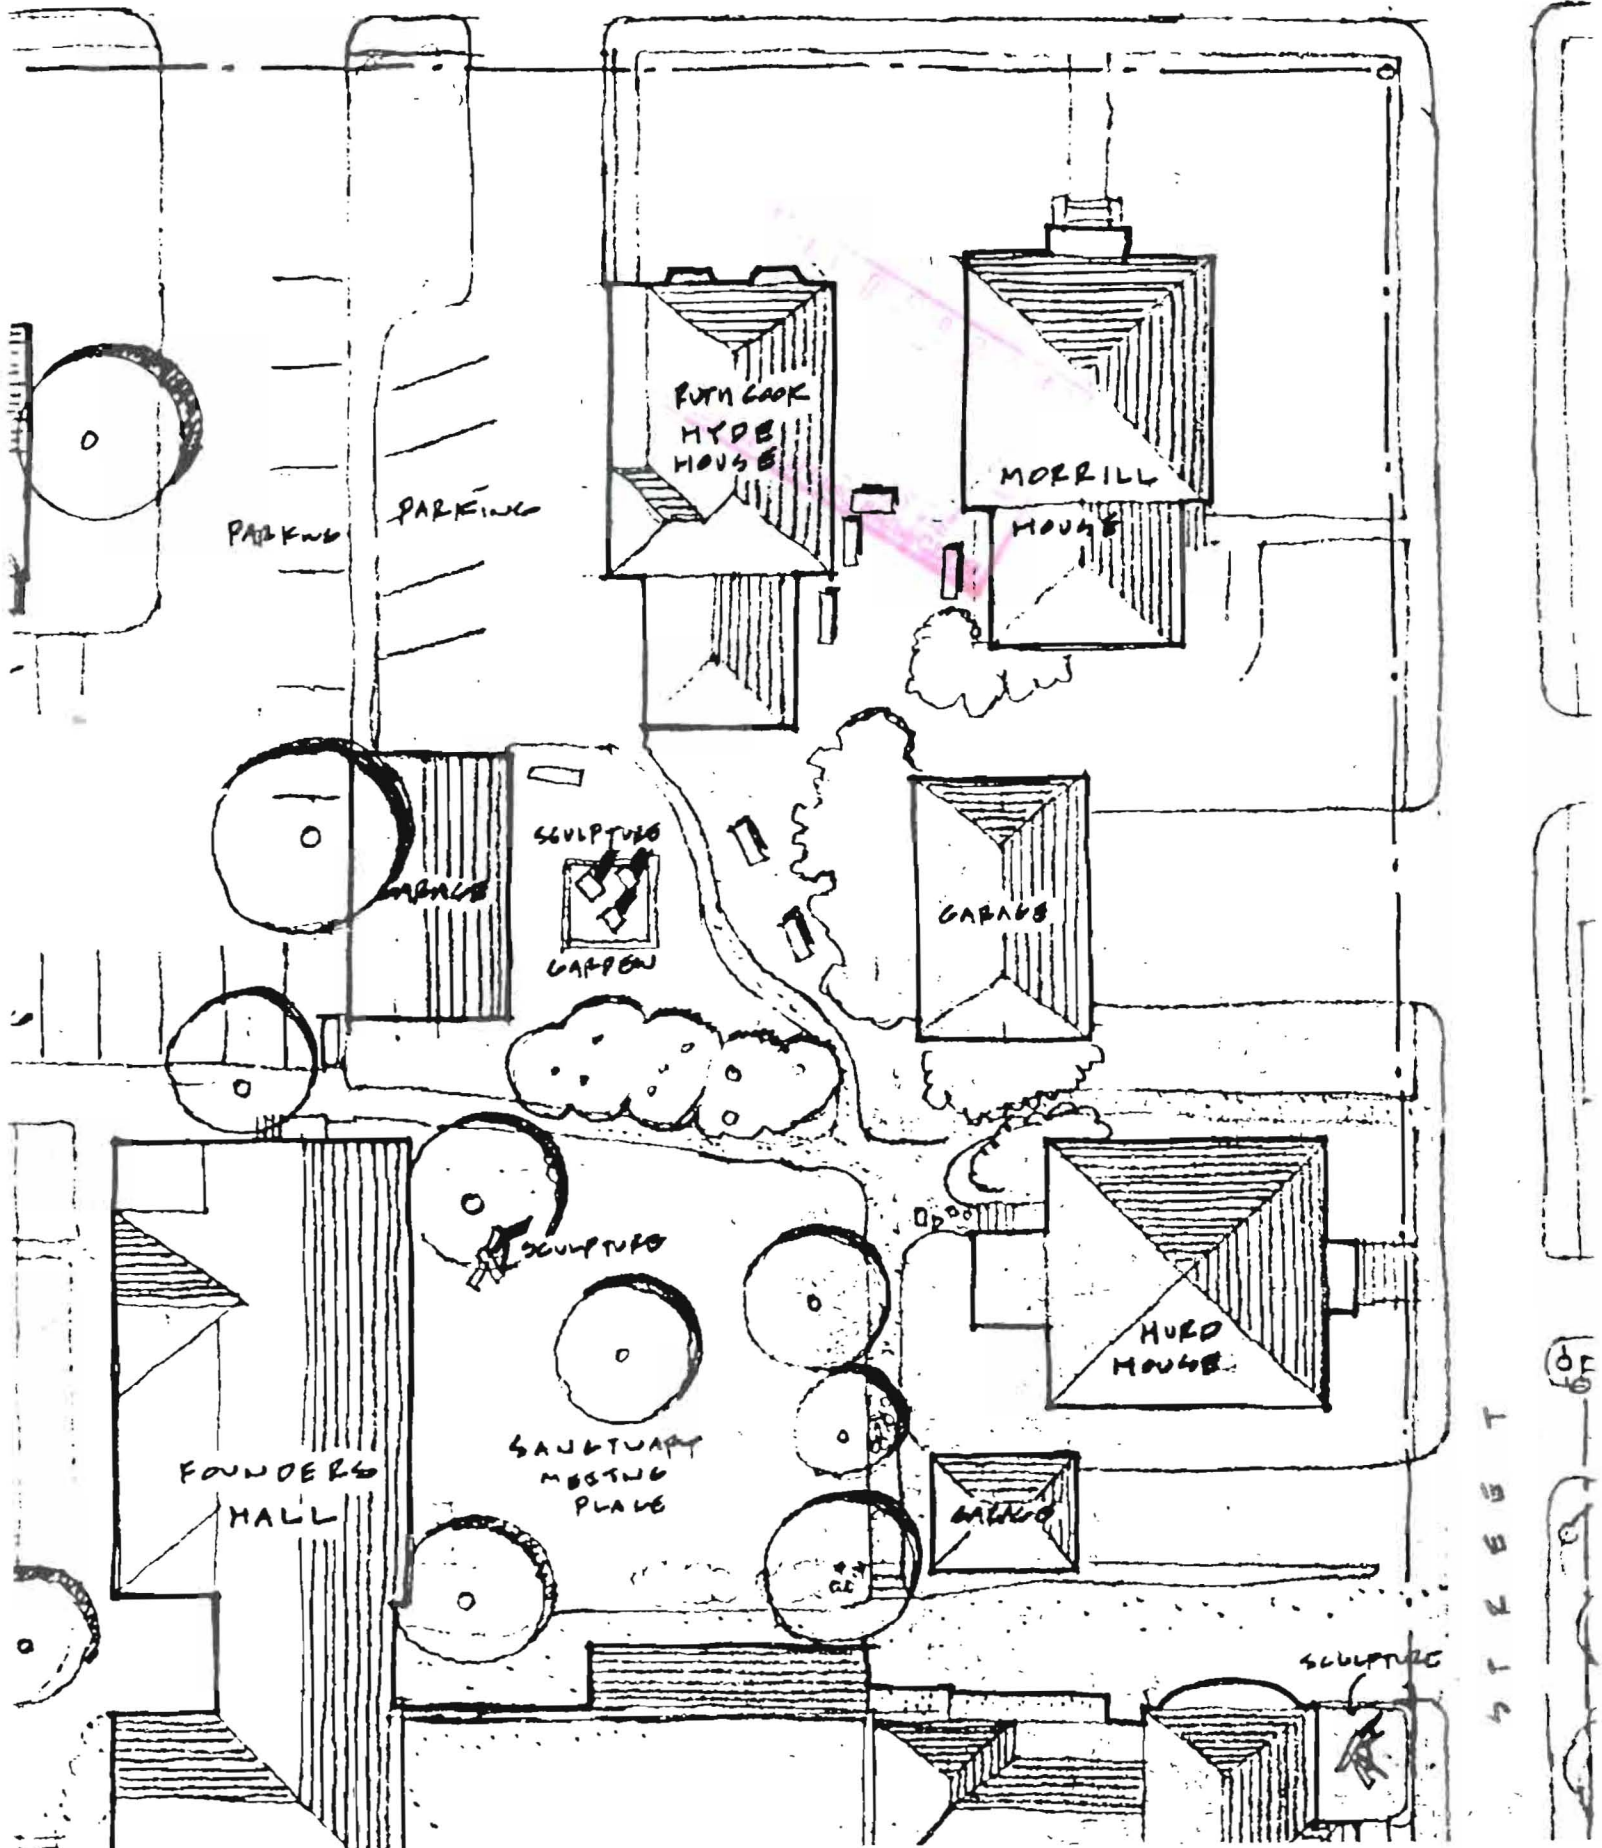 RUTH COOK
HYDE
HOUSE
MORRILL
HOUSE
PARKING
PARKING
SCULPTURE
GARAGE
GARAGE
GARDEN
SCULPTURE
HURD
HOUSE
SANCTUARY
MEETING
PLACE
FOUNDERS
HALL
GARAGE
SCULPTURE
STREET